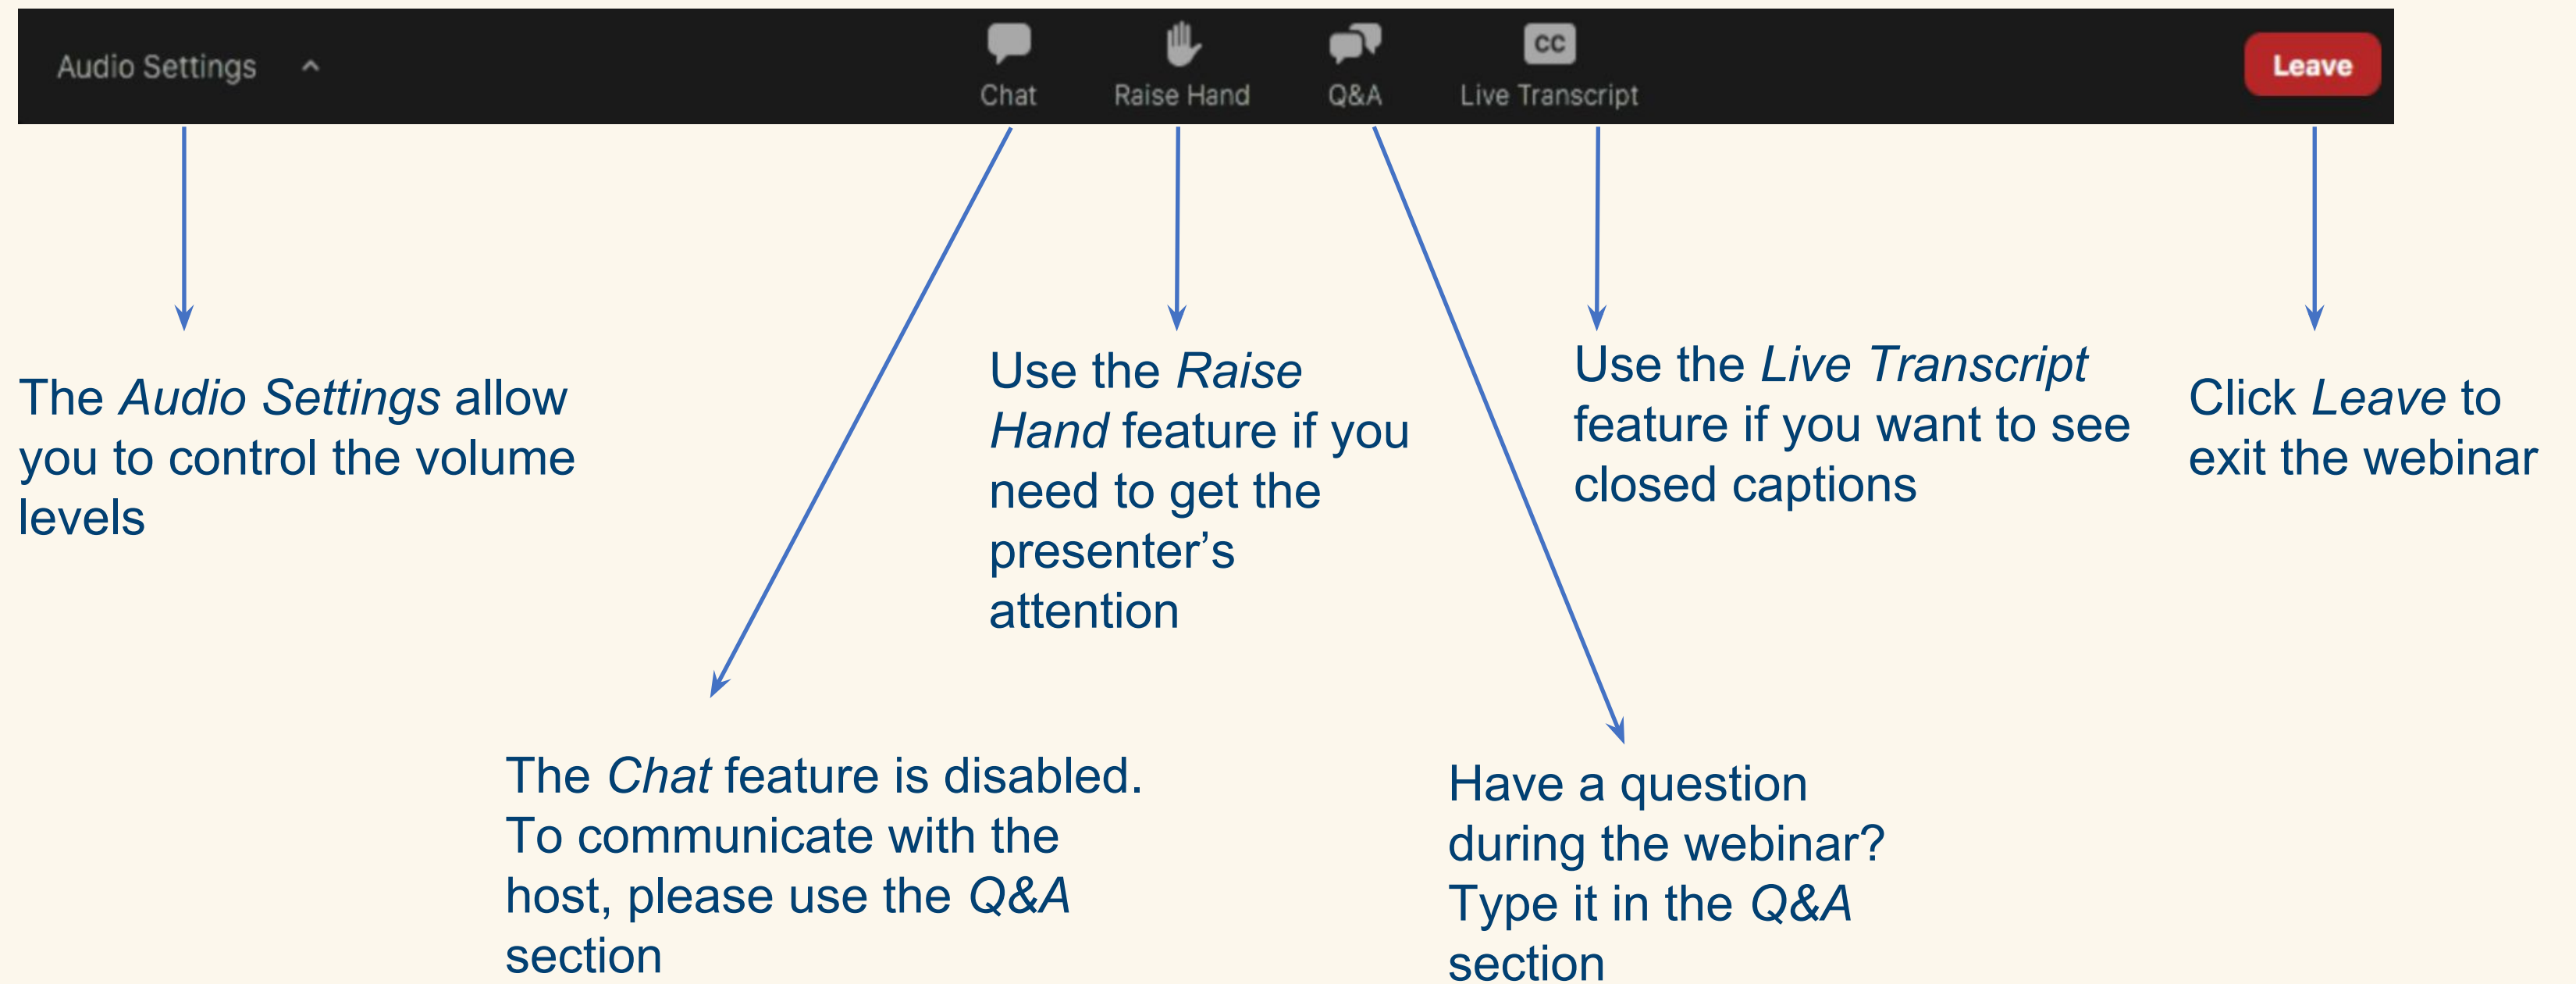 Audio Settings
Chat
Raise Hand
Q&A
CC
Live Transcript
Leave
The Audio Settings allow
you to control the volume
levels
Use the Raise
Hand feature if you
need to get the
presenter’s
attention
Use the Live Transcript
feature if you want to see
closed captions
Click Leave to
exit the webinar
The Chat feature is disabled.
To communicate with the
host, please use the Q&A
section
Have a question
during the webinar?
Type it in the Q&A
section